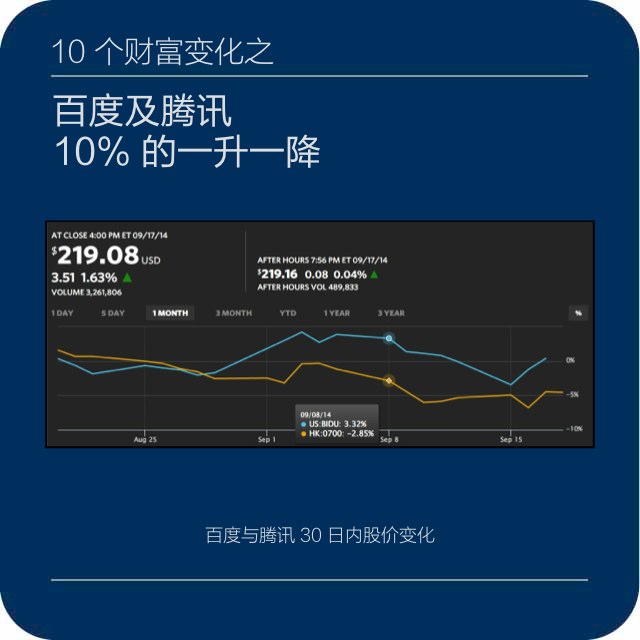 10 个财富变化之
百度及腾讯
10% 的一升一降
AT CLOSE 4:00 PM ET 09/17/14
$219.08 USD
3.51 1.63% ▲
VOLUME 3,261,806
AFTER HOURS 7:56 PM ET 09/17/14
$219.16 0.08 0.04% ▲
AFTER HOURS VOL 489,833
1 DAY 5 DAY 1 MONTH 3 MONTH YTD 1 YEAR 3 YEAR %
0%
-5%
-10%
09/08/14
US:BIDU: 3.32%
HK:0700: -2.85%
Aug 25 Sep 1 Sep 8 Sep 15
百度与腾讯 30 日内股价变化